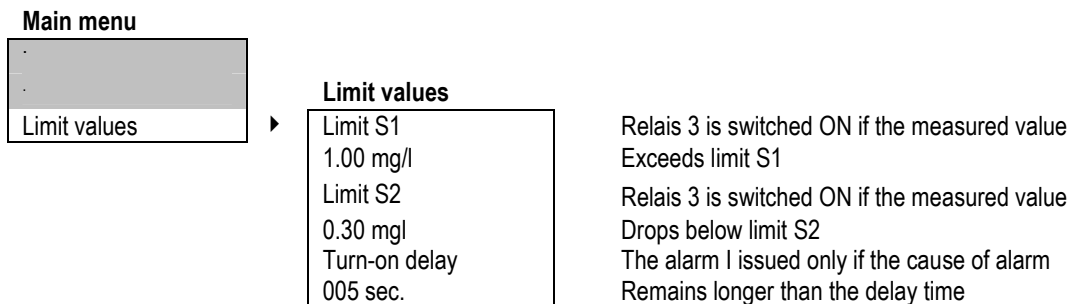 Main menu
.
.
Limit values
Limit values
Limit S1 Relais 3 is switched ON if the measured value
1.00 mg/l Exceeds limit S1
Limit S2 Relais 3 is switched ON if the measured value
0.30 mgl Drops below limit S2
Turn-on delay The alarm I issued only if the cause of alarm
005 sec. Remains longer than the delay time